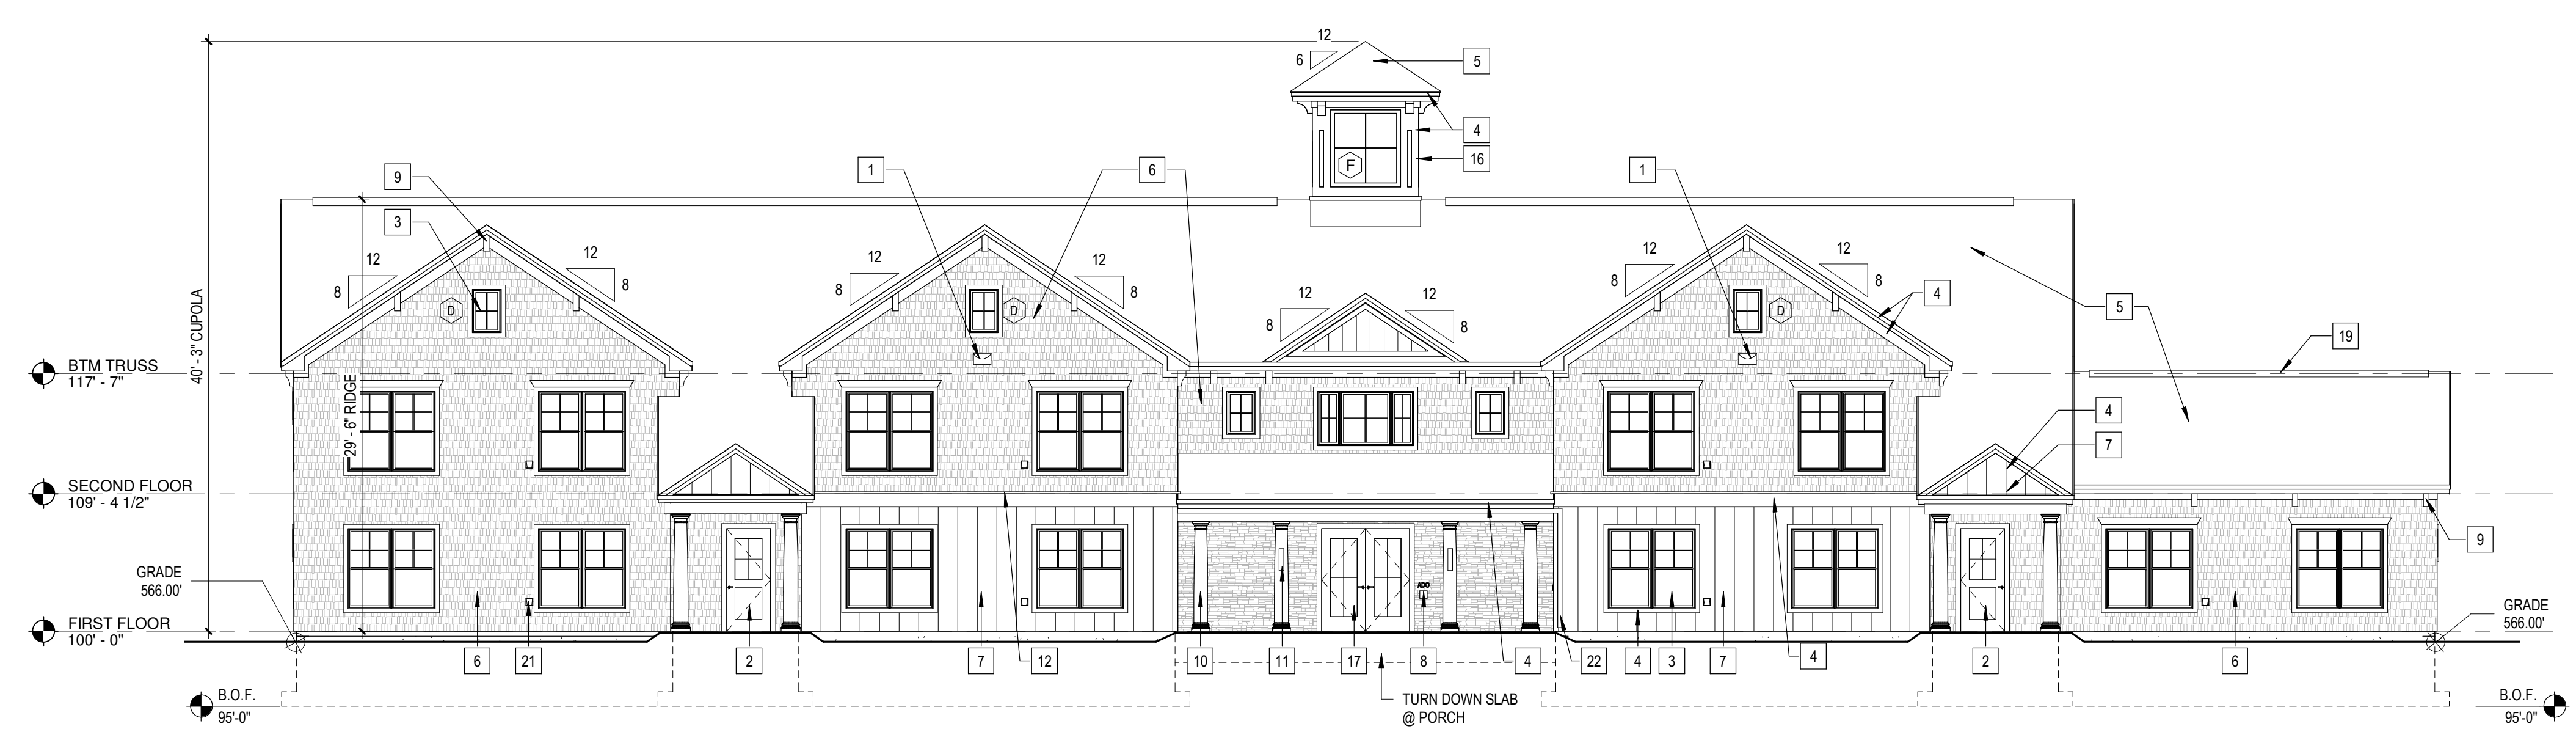 12
6
5
4
16
F
9
3
1
6
1
12
8
12
8
12
8
12
8
12
8
12
8
12
8
12
8
D
D
D
4
5
19
4
7
9
40' - 3" CUPOLA
29' - 6" RIDGE
BTM TRUSS
117' - 7"
SECOND FLOOR
109' - 4 1/2"
GRADE
566.00'
FIRST FLOOR
100' - 0"
ADO
GRADE
566.00'
6
21
2
7
12
10
11
17
8
4
22
4
3
7
4
2
6
B.O.F.
95'-0"
TURN DOWN SLAB
@ PORCH
B.O.F.
95'-0"